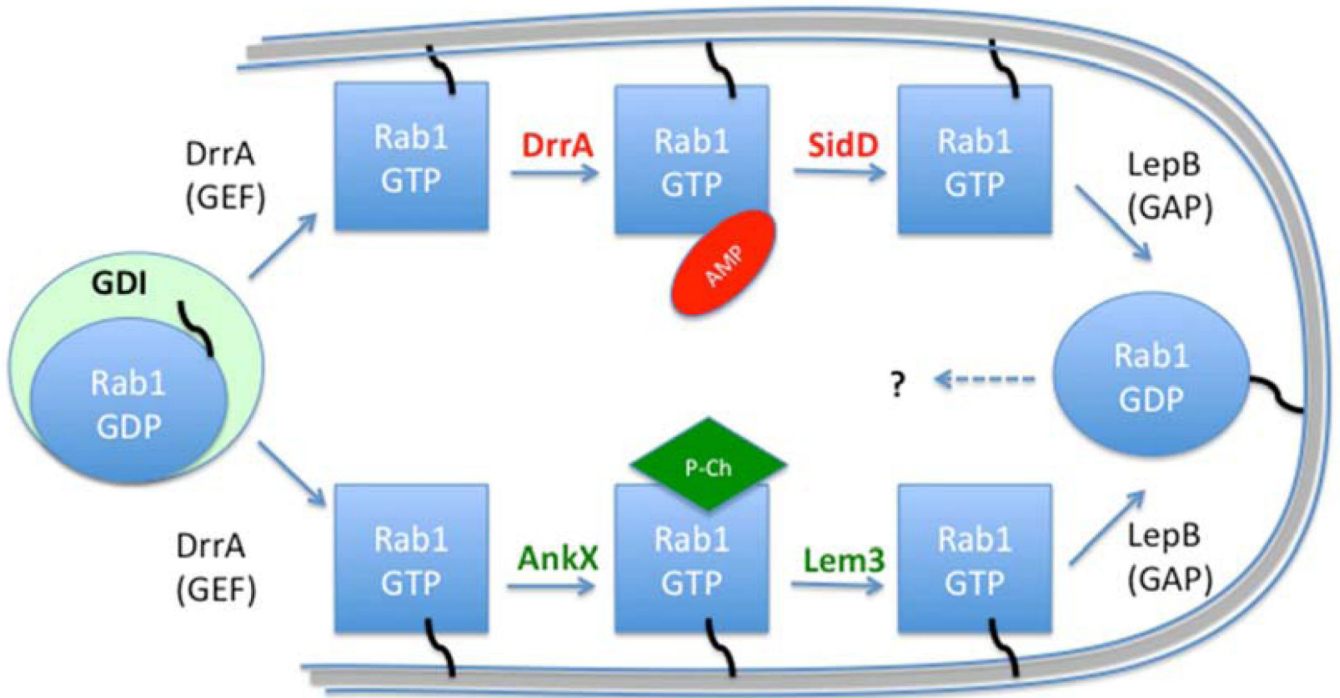 Rab1
GTP
DrrA
Rab1
GTP
SidD
Rab1
GTP
DrrA
(GEF)
LepB
(GAP)
AMP
GDI
Rab1
GDP
Rab1
GDP
?
P-Ch
DrrA
(GEF)
Rab1
GTP
AnkX
Rab1
GTP
Lem3
Rab1
GTP
LepB
(GAP)